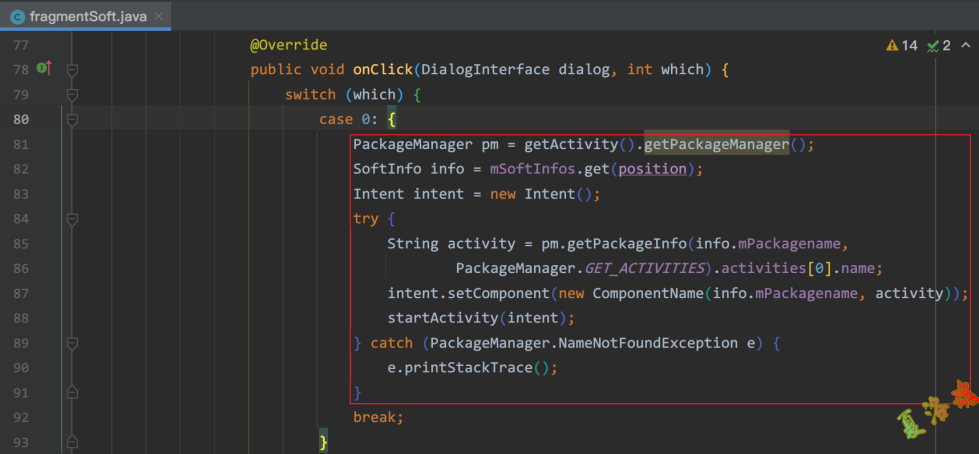 fragmentSoft.java
14 2
77 @Override
78 public void onClick(DialogInterface dialog, int which) {
79 switch (which) {
80 case 0: {
81 PackageManager pm = getActivity().getPackageManager();
82 SoftInfo info = mSoftInfos.get(position);
83 Intent intent = new Intent();
84 try {
85 String activity = pm.getPackageInfo(info.mPackagename,
86 PackageManager.GET_ACTIVITIES).activities[0].name;
87 intent.setComponent(new ComponentName(info.mPackagename, activity));
88 startActivity(intent);
89 } catch (PackageManager.NameNotFoundException e) {
90 e.printStackTrace();
91 }
92 break;
93 }